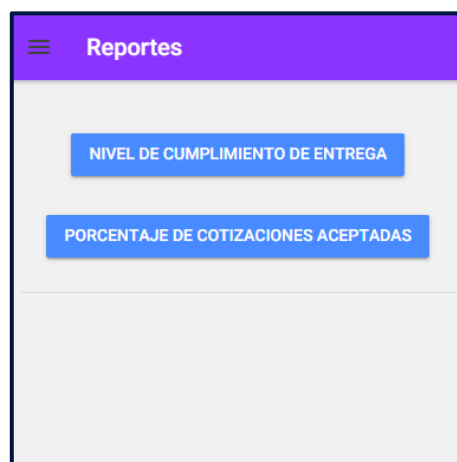 Reportes
NIVEL DE CUMPLIMIENTO DE ENTREGA
PORCENTAJE DE COTIZACIONES ACEPTADAS